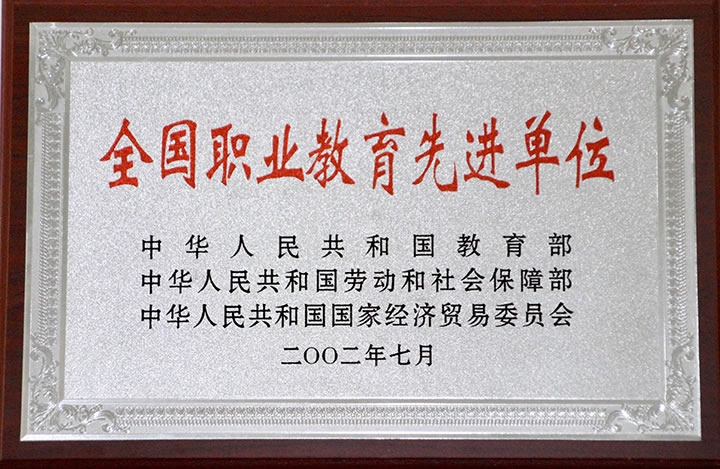 全国职业教育先进单位
中华人民共和国教育部
中华人民共和国劳动和社会保障部
中华人民共和国国家经济贸易委员会
二〇〇二年七月